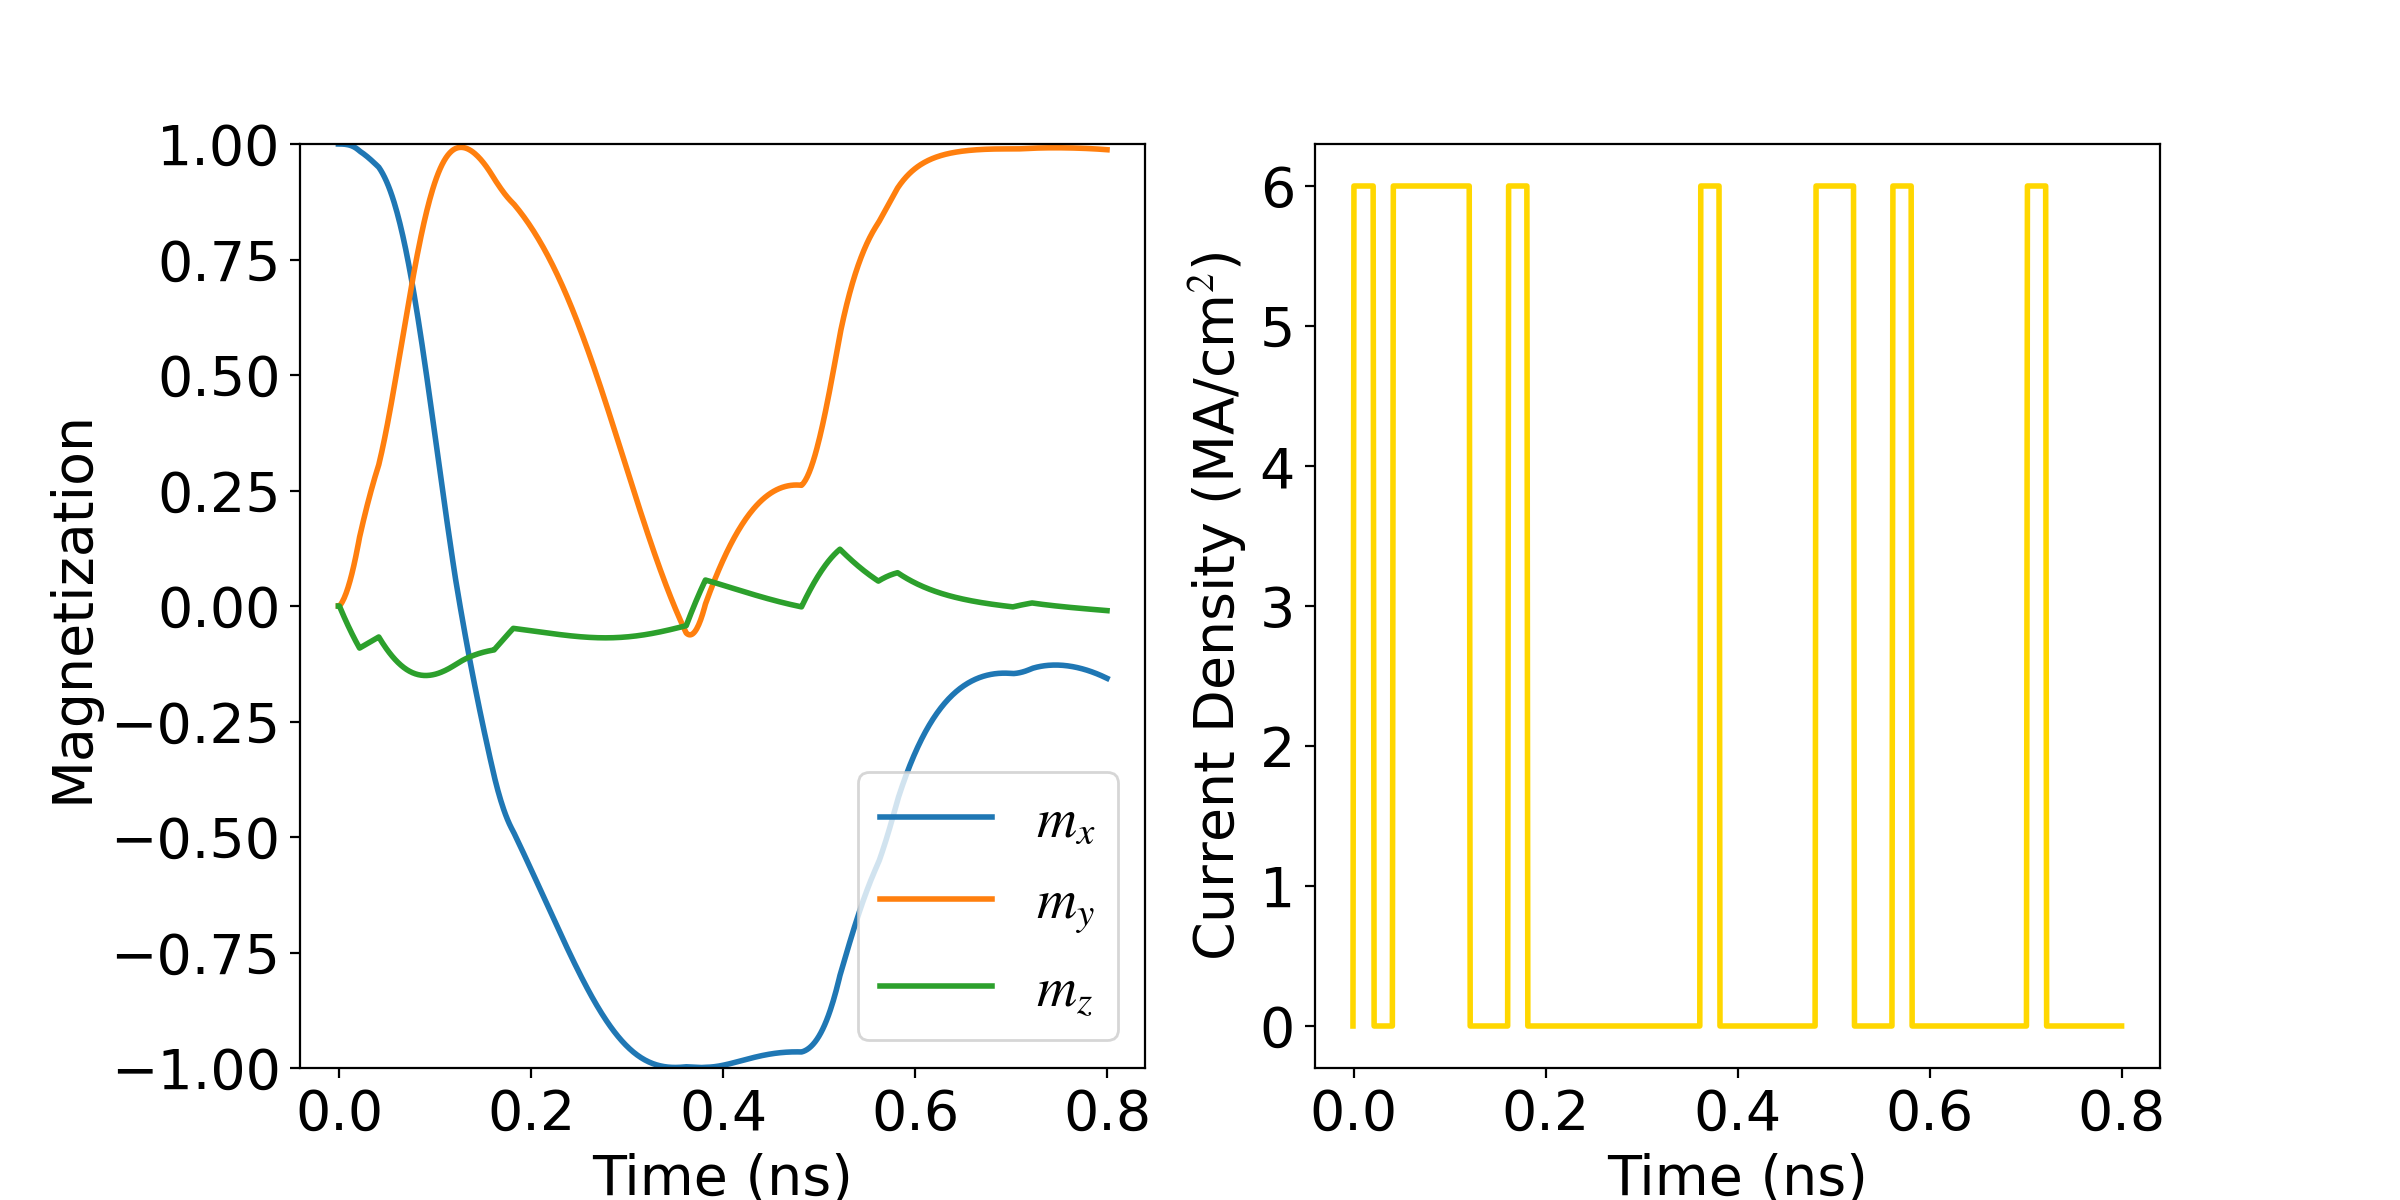 Magnetization
1.00
0.75
0.50
0.25
0.00
−0.25
−0.50
−0.75
−1.00
0.0 0.2 0.4 0.6 0.8
Time (ns)
m_x
m_y
m_z
Current Density (MA/cm²)
6
5
4
3
2
1
0
0.0 0.2 0.4 0.6 0.8
Time (ns)